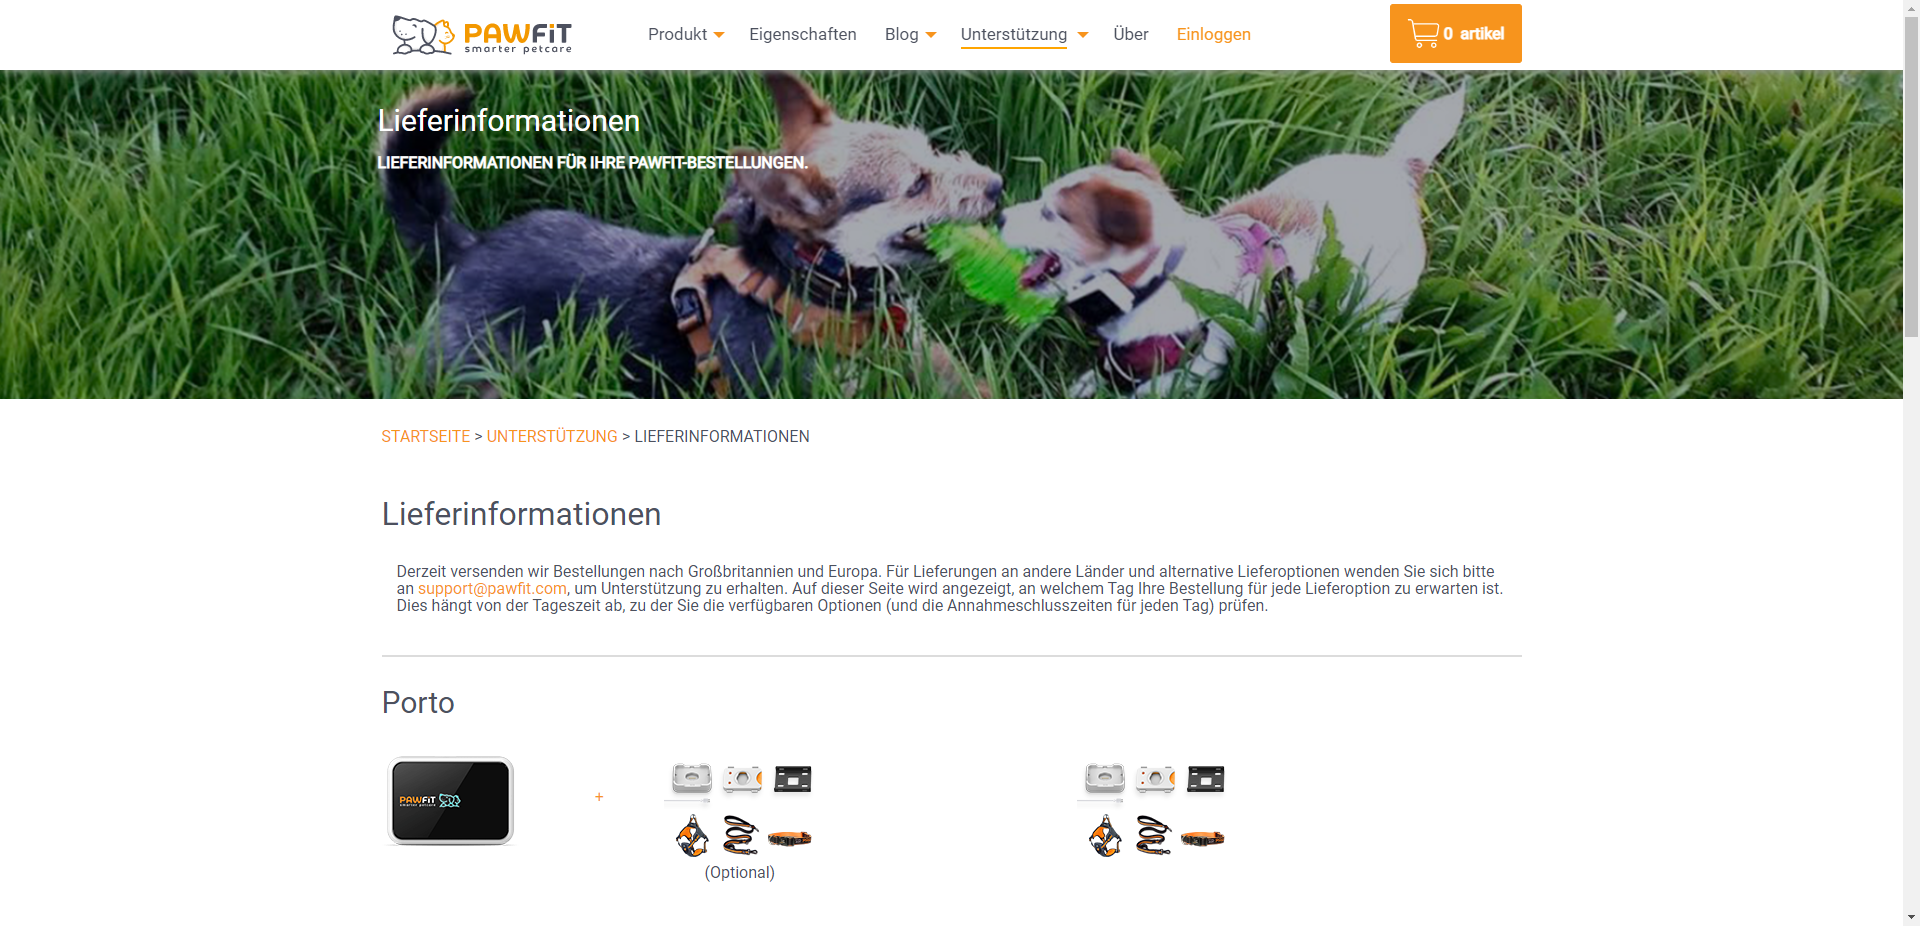 PAWFiT
smarter petcare
Produkt
Eigenschaften
Blog
Unterstützung
Über
Einloggen
0 artikel
Lieferinformationen
LIEFERINFORMATIONEN FÜR IHRE PAWFIT-BESTELLUNGEN.
STARTSEITE > UNTERSTÜTZUNG > LIEFERINFORMATIONEN
Lieferinformationen
Derzeit versenden wir Bestellungen nach Großbritannien und Europa. Für Lieferungen an andere Länder und alternative Lieferoptionen wenden Sie sich bitte
an support@pawfit.com, um Unterstützung zu erhalten. Auf dieser Seite wird angezeigt, an welchem Tag Ihre Bestellung für jede Lieferoption zu erwarten ist.
Dies hängt von der Tageszeit ab, zu der Sie die verfügbaren Optionen (und die Annahmeschlusszeiten für jeden Tag) prüfen.
Porto
PAWFiT
smarter petcare
+
(Optional)